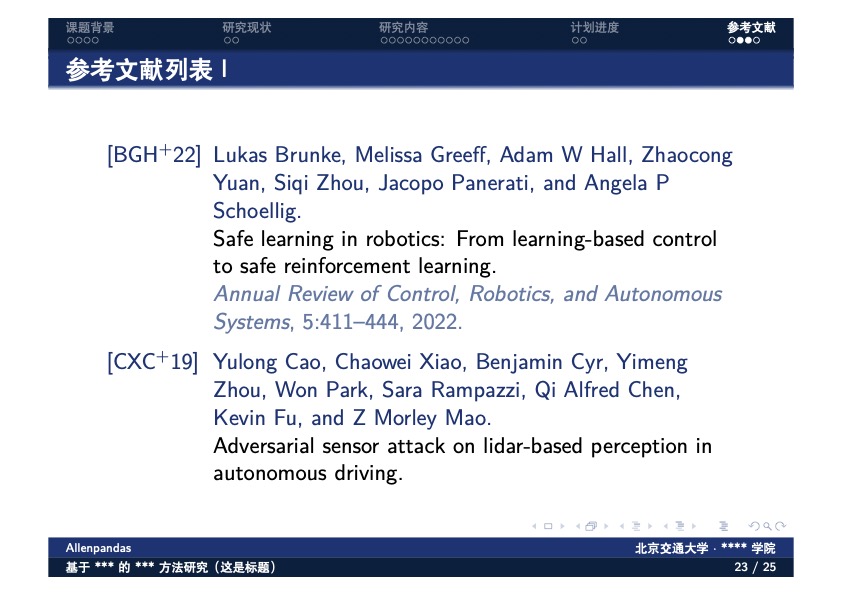 课题背景 研究现状 研究内容 计划进度 参考文献
参考文献列表 I
[BGH+22] Lukas Brunke, Melissa Greeff, Adam W Hall, Zhaocong
Yuan, Siqi Zhou, Jacopo Panerati, and Angela P
Schoellig.
Safe learning in robotics: From learning-based control
to safe reinforcement learning.
Annual Review of Control, Robotics, and Autonomous
Systems, 5:411–444, 2022.
[CXC+19] Yulong Cao, Chaowei Xiao, Benjamin Cyr, Yimeng
Zhou, Won Park, Sara Rampazzi, Qi Alfred Chen,
Kevin Fu, and Z Morley Mao.
Adversarial sensor attack on lidar-based perception in
autonomous driving.
Allenpandas 北京交通大学 · **** 学院
基于 *** 的 *** 方法研究（这是标题） 23 / 25